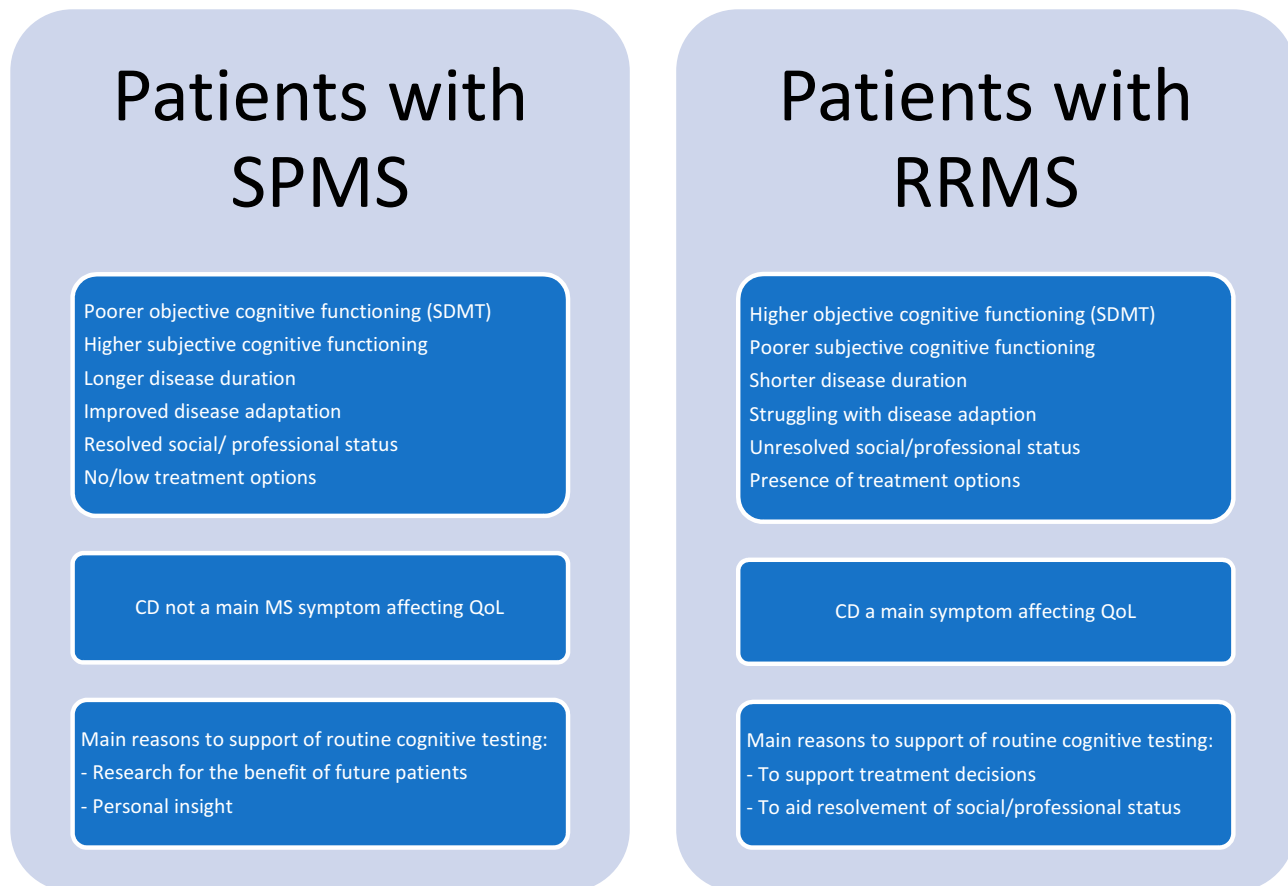 Patients with
SPMS
Poorer objective cognitive functioning (SDMT)
Higher subjective cognitive functioning
Longer disease duration
Improved disease adaptation
Resolved social/ professional status
No/low treatment options
CD not a main MS symptom affecting QoL
Main reasons to support of routine cognitive testing:
- Research for the benefit of future patients
- Personal insight
Patients with
RRMS
Higher objective cognitive functioning (SDMT)
Poorer subjective cognitive functioning
Shorter disease duration
Struggling with disease adaption
Unresolved social/professional status
Presence of treatment options
CD a main symptom affecting QoL
Main reasons to support of routine cognitive testing:
- To support treatment decisions
- To aid resolvement of social/professional status